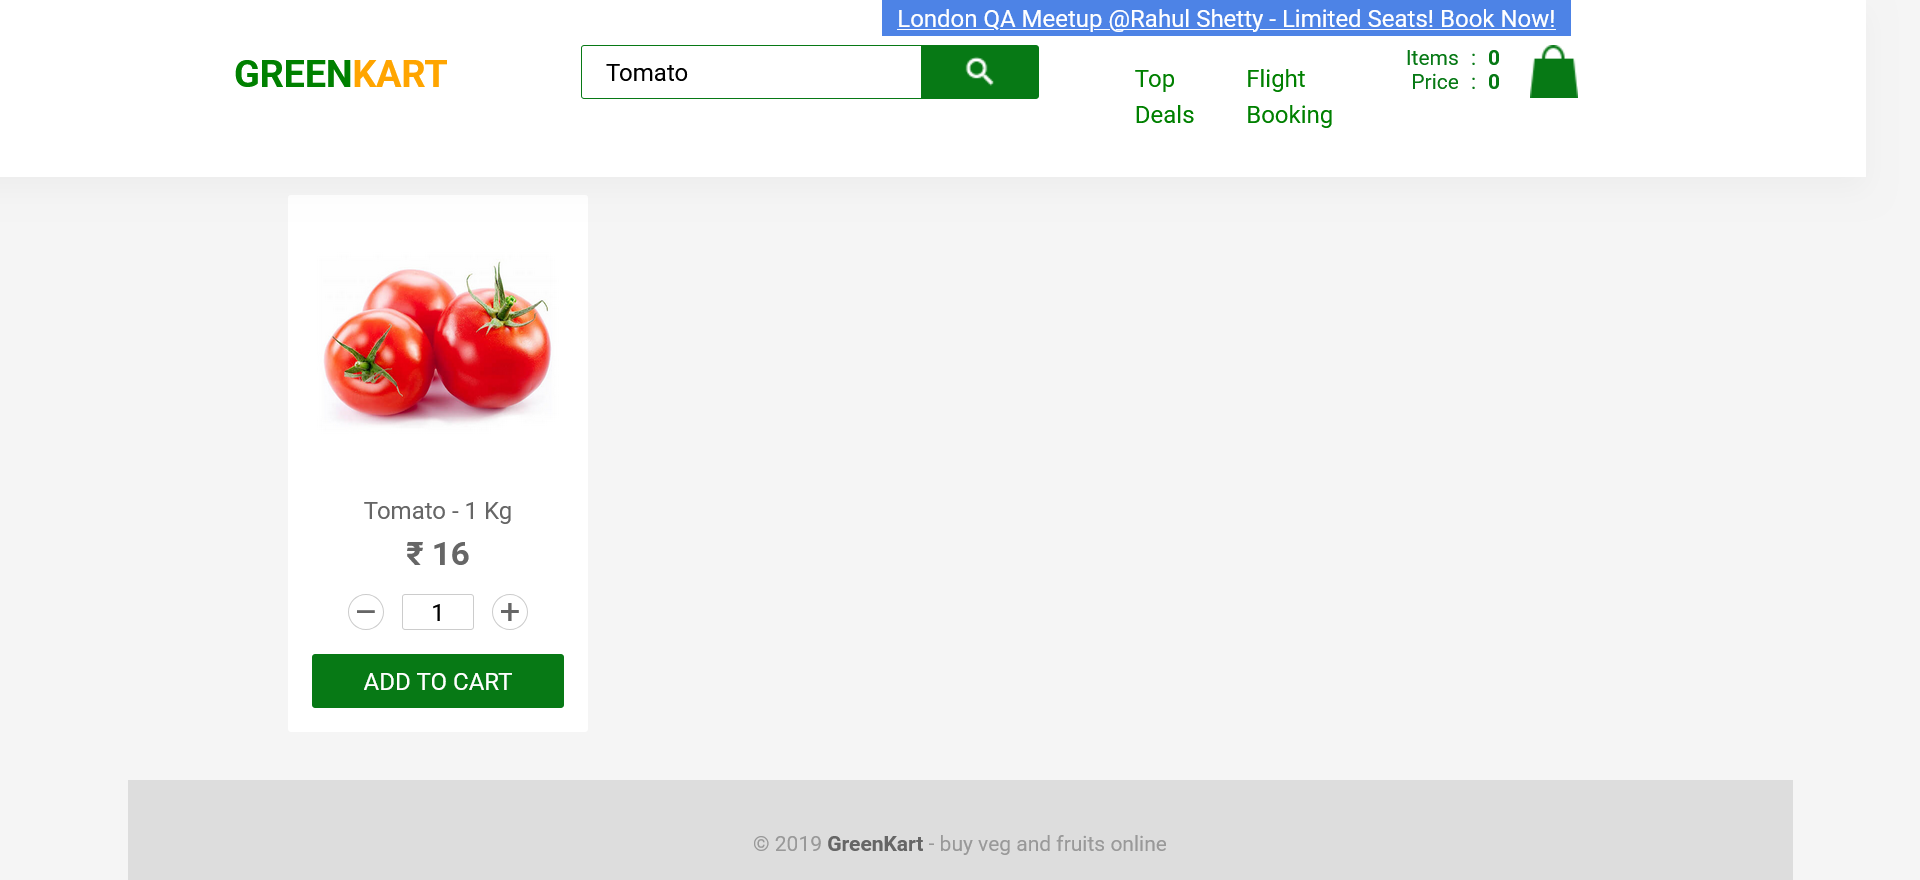 London QA Meetup @Rahul Shetty - Limited Seats! Book Now!
GREENKART
Tomato
Top
Deals
Flight
Booking
Items : 0
Price : 0
Tomato - 1 Kg
₹ 16
1
ADD TO CART
© 2019 GreenKart - buy veg and fruits online